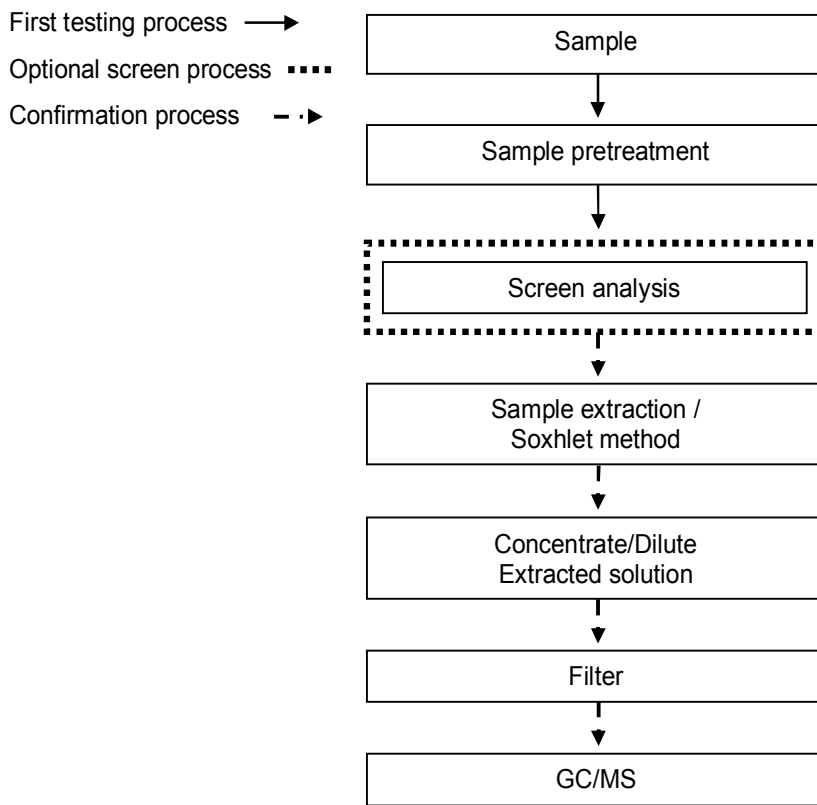 First testing process
Optional screen process
Confirmation process
Sample
Sample pretreatment
Screen analysis
Sample extraction /
Soxhlet method
Concentrate/Dilute
Extracted solution
Filter
GC/MS